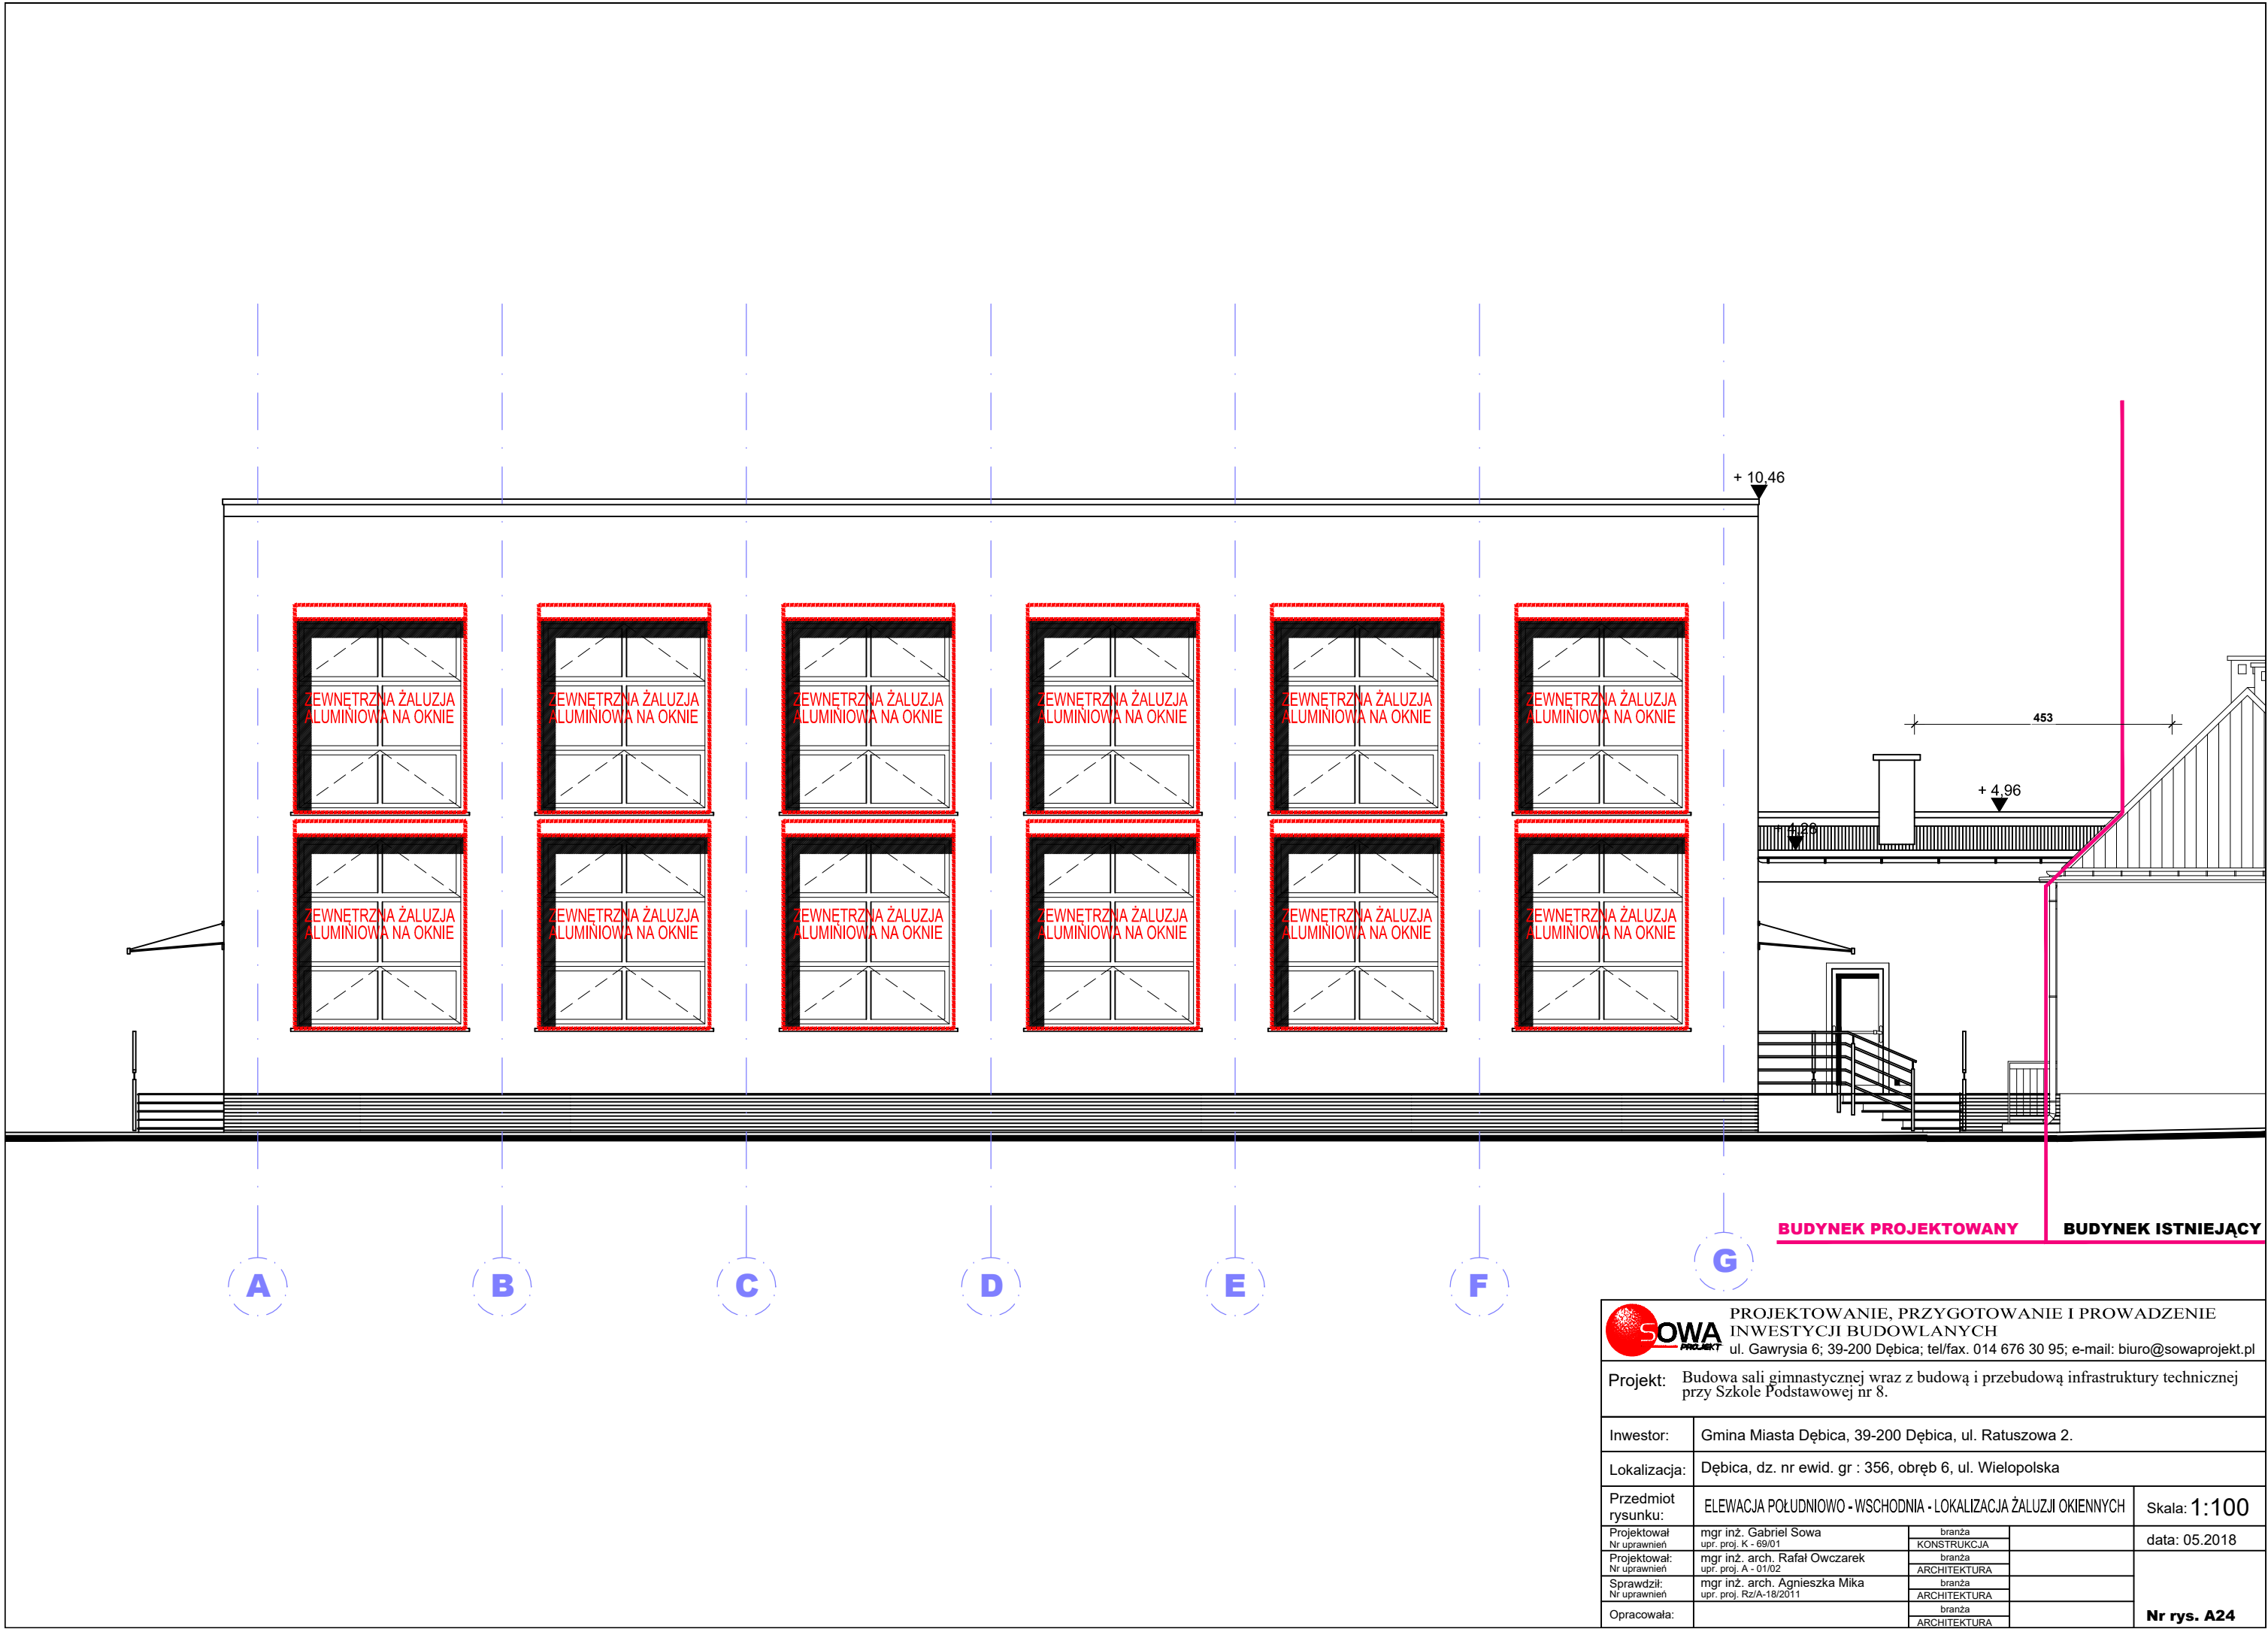 + 10,46
ZEWNĘTRZNA ŻALUZJA
ALUMINIOWA NA OKNIE
ZEWNĘTRZNA ŻALUZJA
ALUMINIOWA NA OKNIE
ZEWNĘTRZNA ŻALUZJA
ALUMINIOWA NA OKNIE
ZEWNĘTRZNA ŻALUZJA
ALUMINIOWA NA OKNIE
ZEWNĘTRZNA ŻALUZJA
ALUMINIOWA NA OKNIE
ZEWNĘTRZNA ŻALUZJA
ALUMINIOWA NA OKNIE
453
+ 4,96
+ 4,28
ZEWNĘTRZNA ŻALUZJA
ALUMINIOWA NA OKNIE
ZEWNĘTRZNA ŻALUZJA
ALUMINIOWA NA OKNIE
ZEWNĘTRZNA ŻALUZJA
ALUMINIOWA NA OKNIE
ZEWNĘTRZNA ŻALUZJA
ALUMINIOWA NA OKNIE
ZEWNĘTRZNA ŻALUZJA
ALUMINIOWA NA OKNIE
ZEWNĘTRZNA ŻALUZJA
ALUMINIOWA NA OKNIE
BUDYNEK PROJEKTOWANY BUDYNEK ISTNIEJĄCY
A B C D E F G
SOWA
PROJEKT
PROJEKTOWANIE, PRZYGOTOWANIE I PROWADZENIE
INWESTYCJI BUDOWLANYCH
ul. Gawrysia 6; 39-200 Dębica; tel/fax. 014 676 30 95; e-mail: biuro@sowaprojekt.pl
Projekt: Budowa sali gimnastycznej wraz z budową i przebudową infrastruktury technicznej
przy Szkole Podstawowej nr 8.
Inwestor: Gmina Miasta Dębica, 39-200 Dębica, ul. Ratuszowa 2.
Lokalizacja: Dębica, dz. nr ewid. gr : 356, obręb 6, ul. Wielopolska
Przedmiot
rysunku:
ELEWACJA POŁUDNIOWO - WSCHODNIA - LOKALIZACJA ŻALUZJI OKIENNYCH
Skala: 1:100
Projektował mgr inż. Gabriel Sowa branża
Nr uprawnień upr. proj. K - 69/01 KONSTRUKCJA
data: 05.2018
Projektował: mgr inż. arch. Rafał Owczarek branża
Nr uprawnień upr. proj. A - 01/02 ARCHITEKTURA
Sprawdził: mgr inż. arch. Agnieszka Mika branża
Nr uprawnień upr. proj. Rz/A-18/2011 ARCHITEKTURA
Opracowała: branża
ARCHITEKTURA
Nr rys. A24